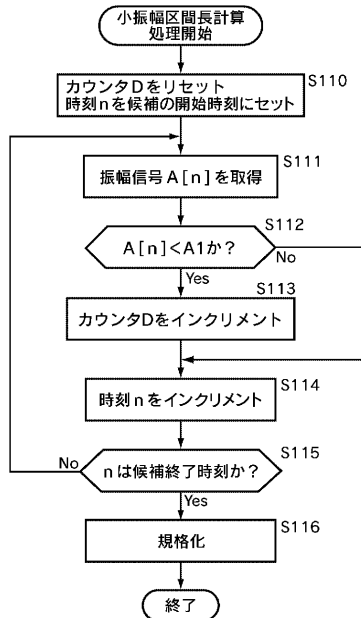 小振幅区間長計算
処理開始
S110
カウンタDをリセット
時刻nを候補の開始時刻にセット
S111
振幅信号A[n]を取得
S112
A[n]<A1か?
No
Yes
S113
カウンタDをインクリメント
S114
時刻nをインクリメント
S115
No
nは候補終了時刻か?
Yes
S116
規格化
終了